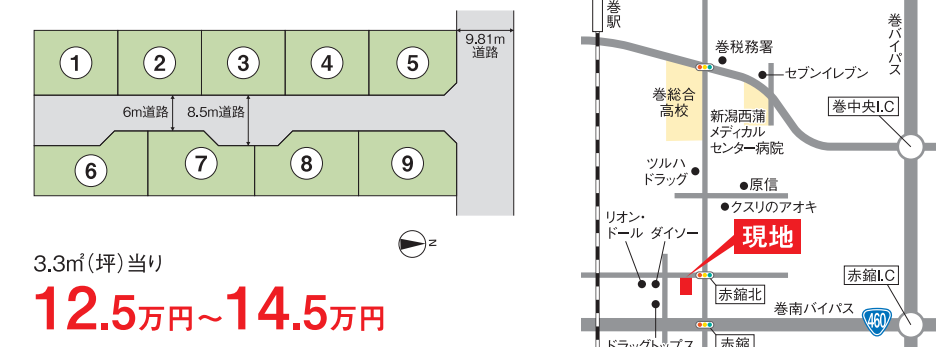 1
2
3
4
5
9.81m
道路
6m道路
8.5m道路
6
7
8
9
N
3.3㎡(坪)当り
12.5万円～14.5万円
巻
駅
巻税務署
セブンイレブン
巻バイパス
巻総合
高校
新潟西蒲
メディカル
センター病院
巻中央I.C
ツルハ
ドラッグ
原信
クスリのアオキ
リオン・
ドール
ダイソー
現地
赤鏥北
赤鏥I.C
巻南バイパス
460
ドラッグトップス
赤鏥